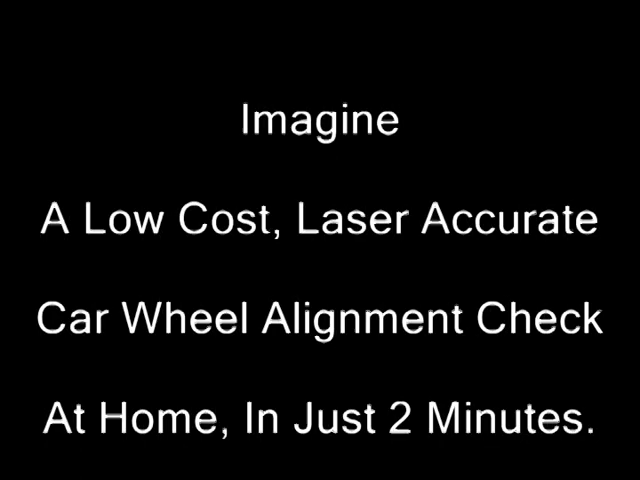 Imagine
A Low Cost, Laser Accurate
Car Wheel Alignment Check
At Home, In Just 2 Minutes.